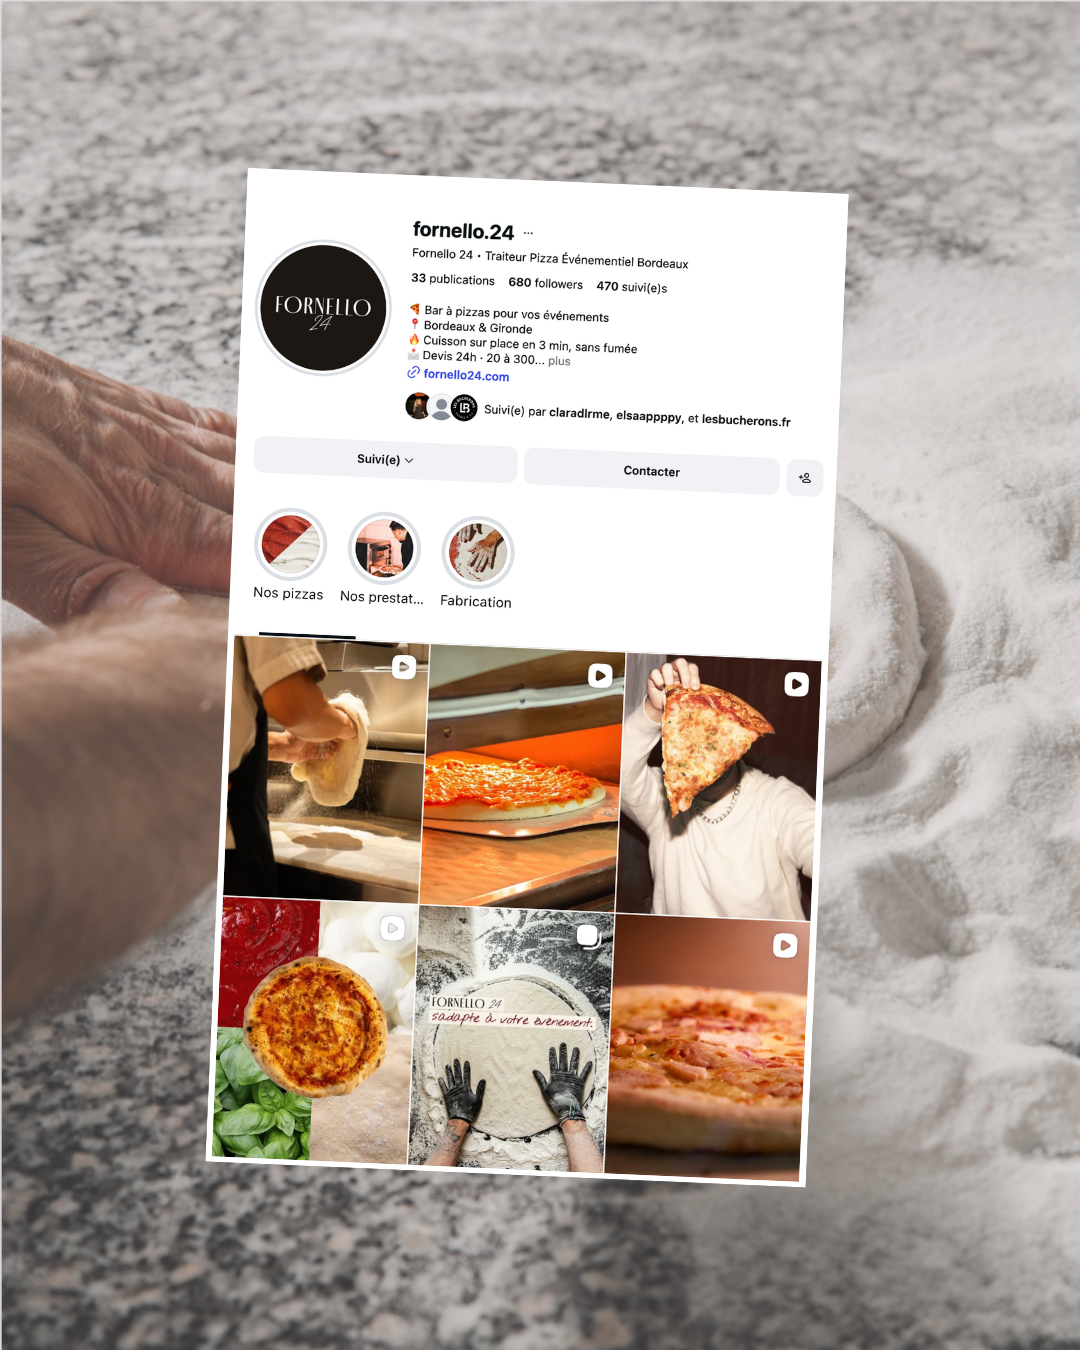 fornello.24 ...
Fornello 24 • Traiteur Pizza Événementiel Bordeaux
33 publications 680 followers 470 suivi(e)s
🍕 Bar à pizzas pour vos événements
📍 Bordeaux & Gironde
🔥 Cuisson sur place en 3 min, sans fumée
📩 Devis 24h · 20 à 300... plus
fornello24.com
Suivi(e) par claradlrme, elsaappppy, et lesbucherons.fr
FORNELLO
24
LB
Suivi(e)
Contacter
Nos pizzas
Nos prestat...
Fabrication
FORNELLO 24
s'adapte à votre évènement.